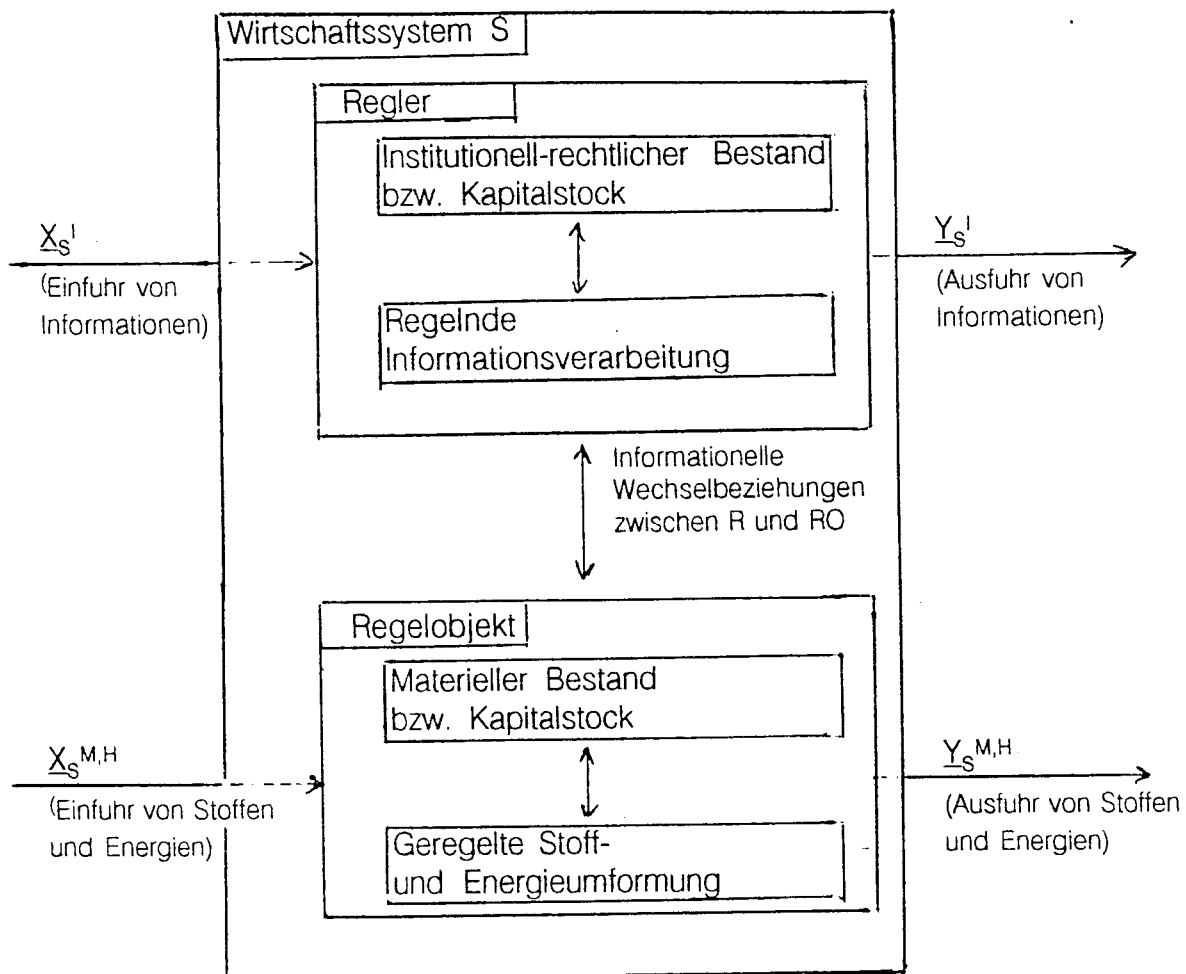 Wirtschaftssystem S
Regler
Institutionell-rechtlicher Bestand
bzw. Kapitalstock
X_S^I
(Einfuhr von
Informationen)
Y_S^I
(Ausfuhr von
Informationen)
Regelnde
Informationsverarbeitung
Informationelle
Wechselbeziehungen
zwischen R und RO
Regelobjekt
Materieller Bestand
bzw. Kapitalstock
X_S^M,H
(Einfuhr von Stoffen
und Energien)
Y_S^M,H
(Ausfuhr von Stoffen
und Energien)
Geregelte Stoff-
und Energieumformung